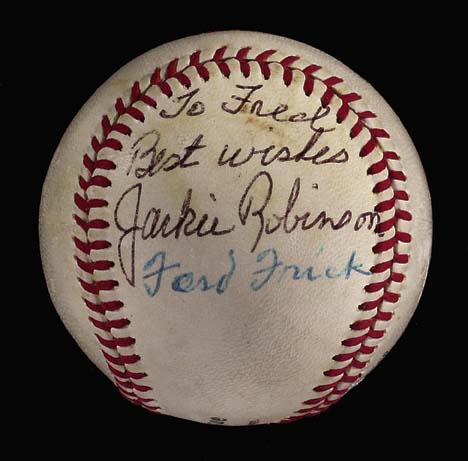 To Fred
Best wishes
Jackie Robinson
Ford Frick